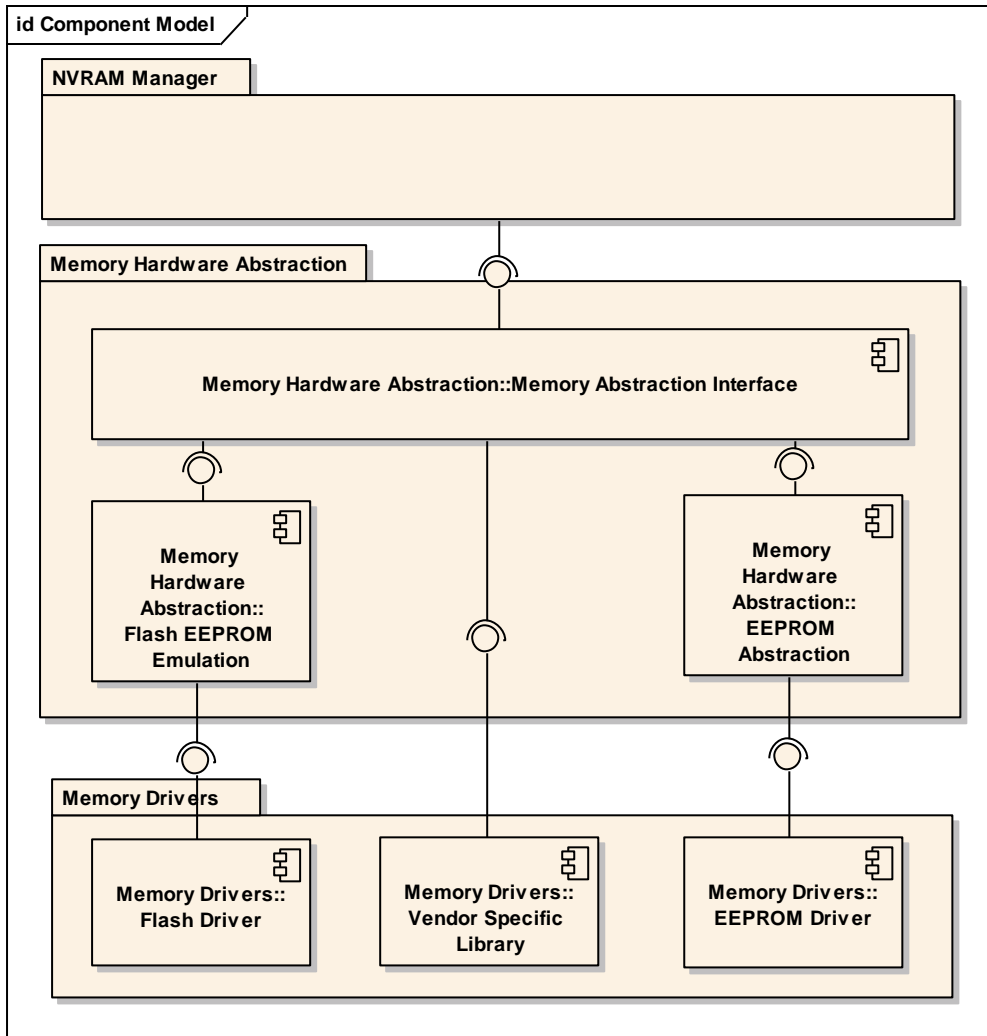 id Component Model
NVRAM Manager
Memory Hardware Abstraction
Memory Hardware Abstraction::Memory Abstraction Interface
Memory
Hardware
Abstraction::
Flash EEPROM
Emulation
Memory
Hardware
Abstraction::
EEPROM
Abstraction
Memory Drivers
Memory Drivers::
Flash Driver
Memory Drivers::
Vendor Specific
Library
Memory Drivers::
EEPROM Driver